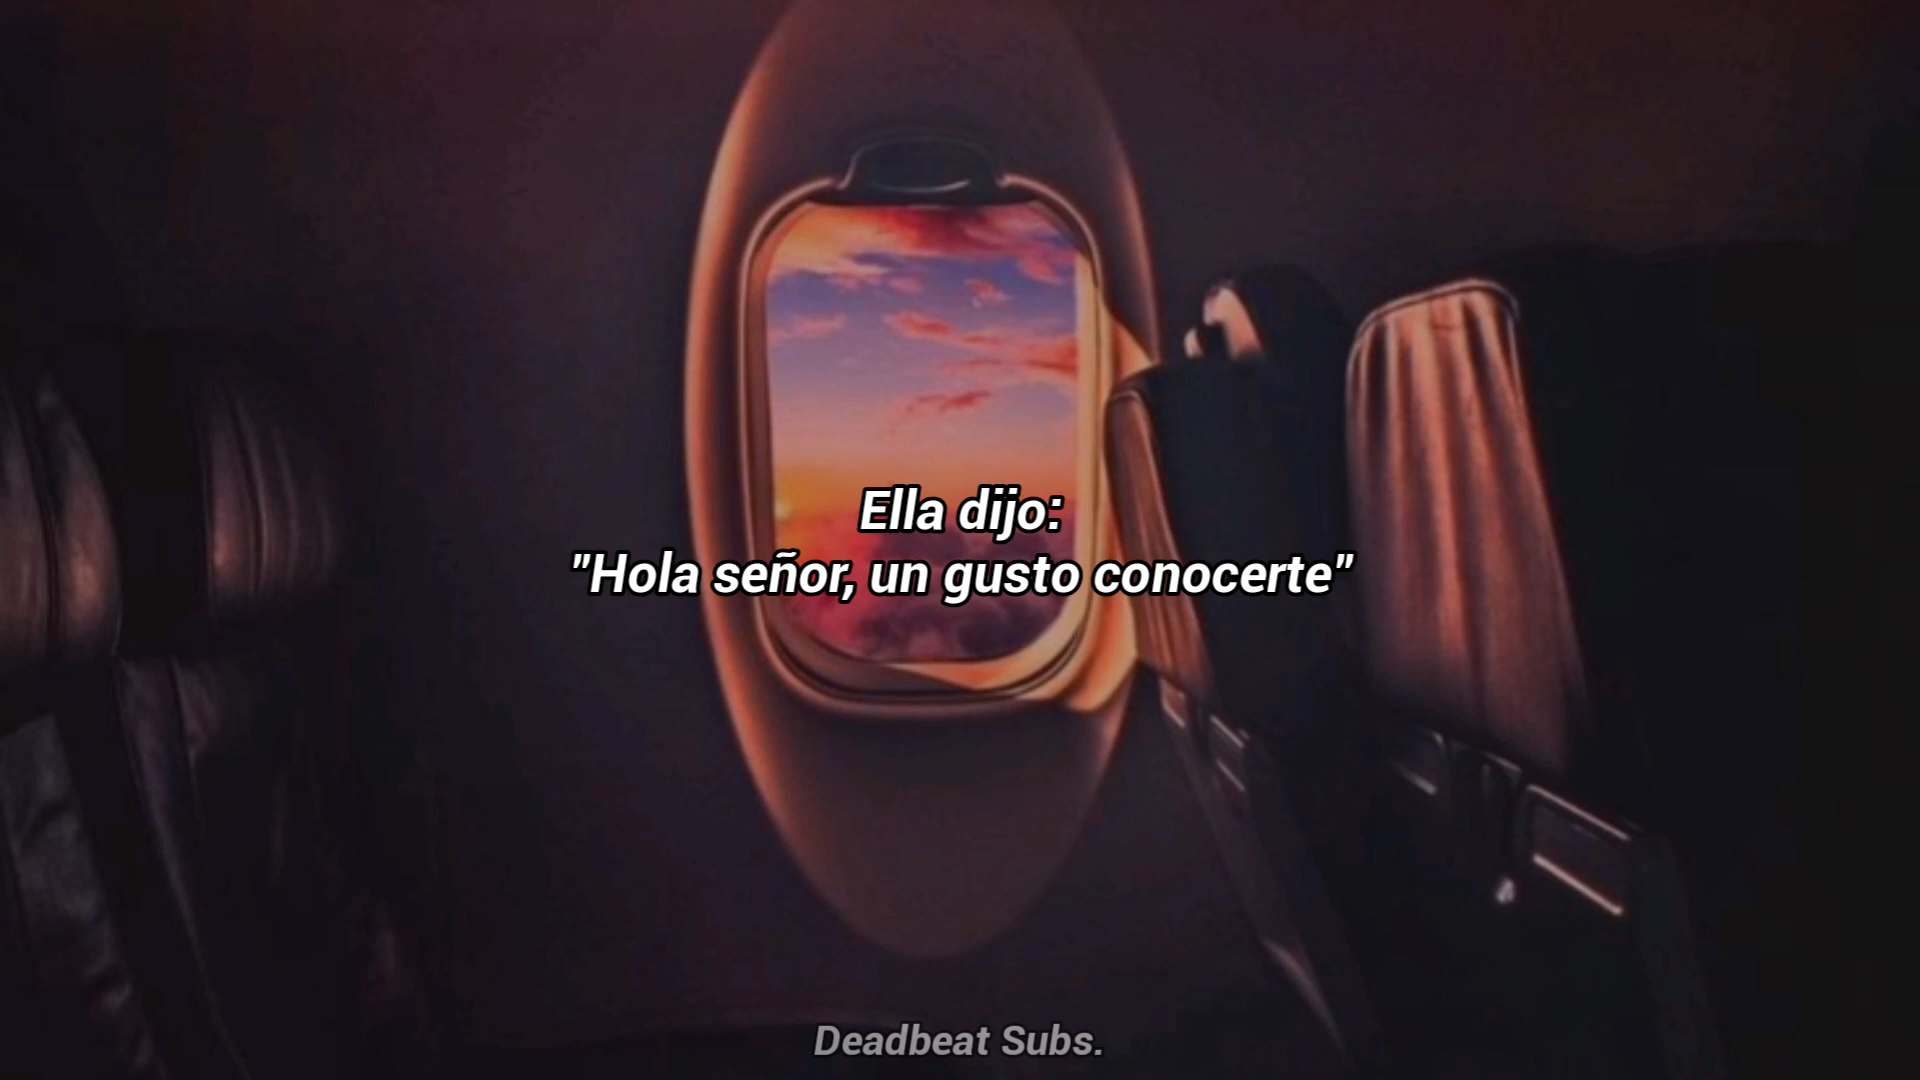 Ella dijo:
"Hola señor, un gusto conocerte"
Deadbeat Subs.